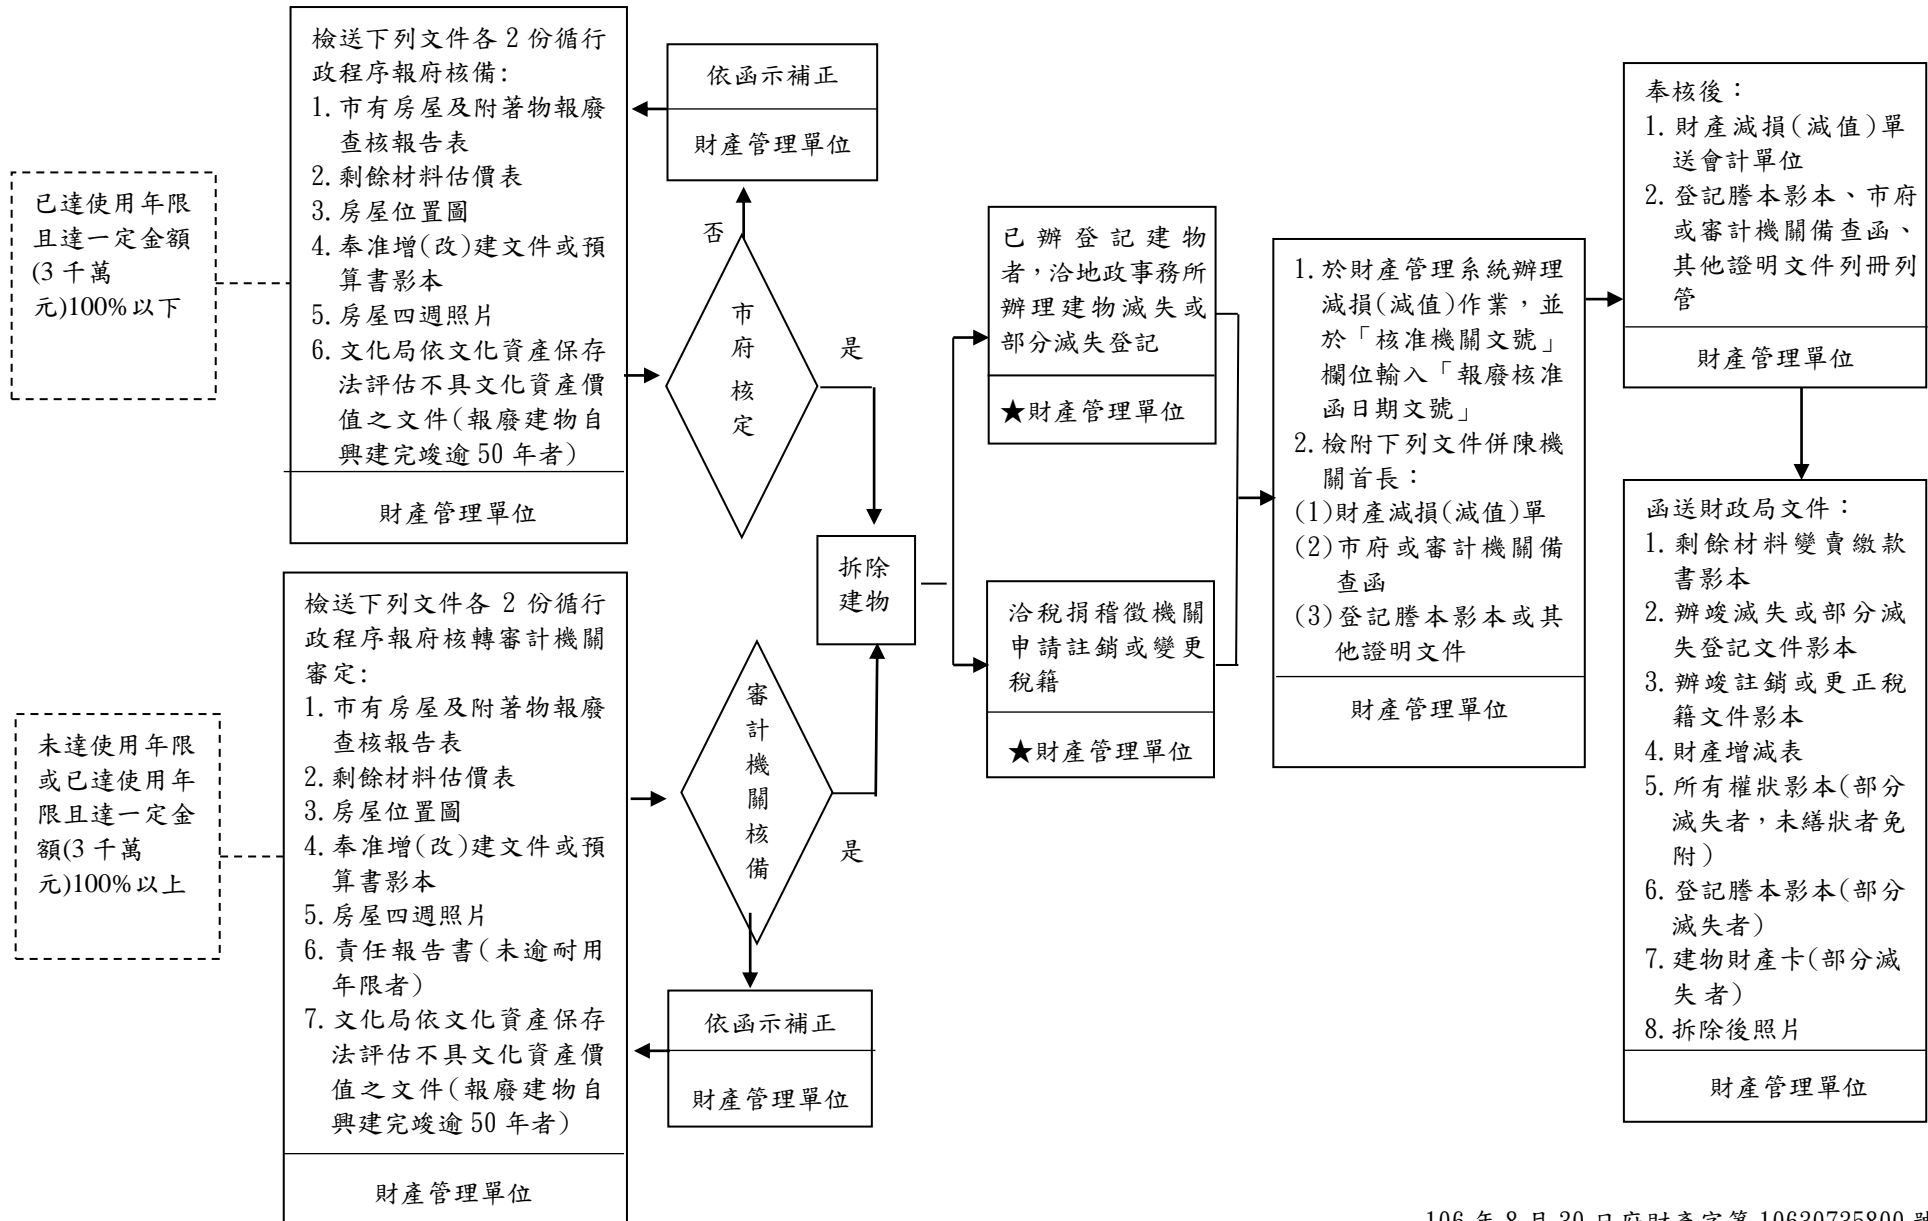 已達使用年限
且達一定金額
(3 千萬
元)100%以下
檢送下列文件各 2 份循行
政程序報府核備:
1. 市有房屋及附著物報廢
查核報告表
2. 剩餘材料估價表
3. 房屋位置圖
4. 奉准增(改)建文件或預
算書影本
5. 房屋四週照片
6. 文化局依文化資產保存
法評估不具文化資產價
值之文件(報廢建物自
興建完竣逾 50 年者)
財產管理單位
依函示補正
財產管理單位
否
市
府
核
定
是
未達使用年限
或已達使用年
限且達一定金
額(3 千萬
元)100%以上
檢送下列文件各 2 份循行
政程序報府核轉審計機關
審定:
1. 市有房屋及附著物報廢
查核報告表
2. 剩餘材料估價表
3. 房屋位置圖
4. 奉准增(改)建文件或預
算書影本
5. 房屋四週照片
6. 責任報告書(未逾耐用
年限者)
7. 文化局依文化資產保存
法評估不具文化資產價
值之文件(報廢建物自
興建完竣逾 50 年者)
財產管理單位
審
計
機
關
核
備
是
依函示補正
財產管理單位
拆除
建物
已辦登記建物
者，洽地政事務所
辦理建物滅失或
部分滅失登記
★財產管理單位
洽稅捐稽徵機關
申請註銷或變更
稅籍
★財產管理單位
1. 於財產管理系統辦理
減損(減值)作業，並
於「核准機關文號」
欄位輸入「報廢核准
函日期文號」
2. 檢附下列文件併陳機
關首長：
(1)財產減損(減值)單
(2)市府或審計機關備
查函
(3)登記謄本影本或其
他證明文件
財產管理單位
奉核後：
1. 財產減損(減值)單
送會計單位
2. 登記謄本影本、市府
或審計機關備查函、
其他證明文件列冊列
管
財產管理單位
函送財政局文件：
1. 剩餘材料變賣繳款
書影本
2. 辦竣滅失或部分滅
失登記文件影本
3. 辦竣註銷或更正稅
籍文件影本
4. 財產增減表
5. 所有權狀影本(部分
滅失者，未繕狀者免
附)
6. 登記謄本影本(部分
滅失者)
7. 建物財產卡(部分滅
失 者)
8. 拆除後照片
財產管理單位
106 年 8 月 30 日府財產字第 10630735800 號